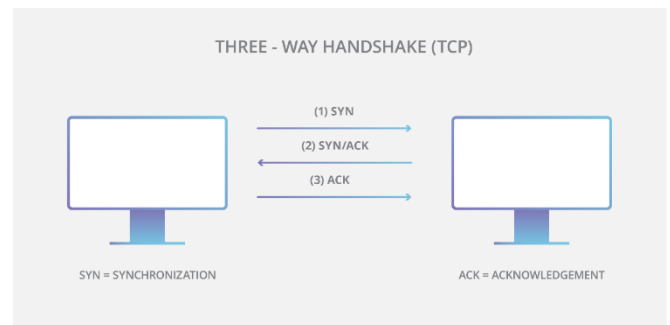 THREE - WAY HANDSHAKE (TCP)
(1) SYN
(2) SYN/ACK
(3) ACK
SYN = SYNCHRONIZATION
ACK = ACKNOWLEDGEMENT